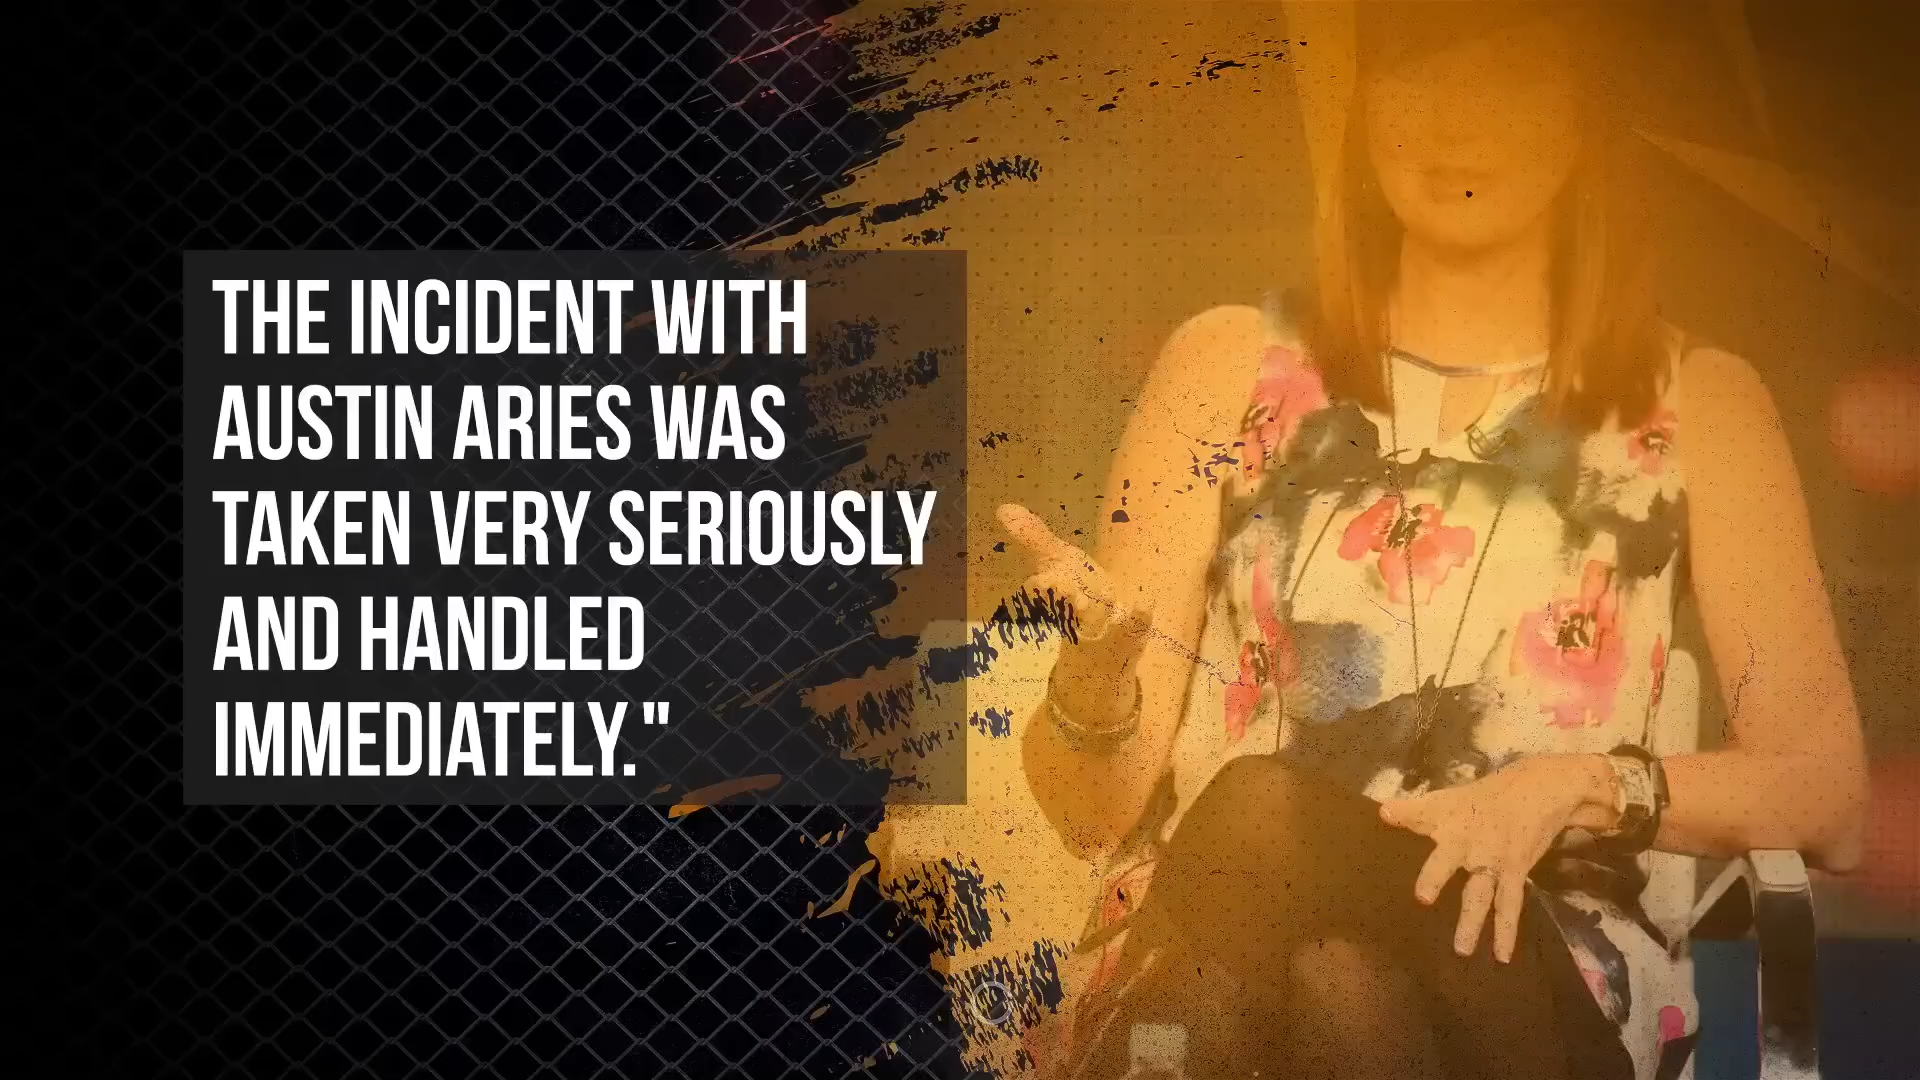 THE INCIDENT WITH
AUSTIN ARIES WAS
TAKEN VERY SERIOUSLY
AND HANDLED
IMMEDIATELY."